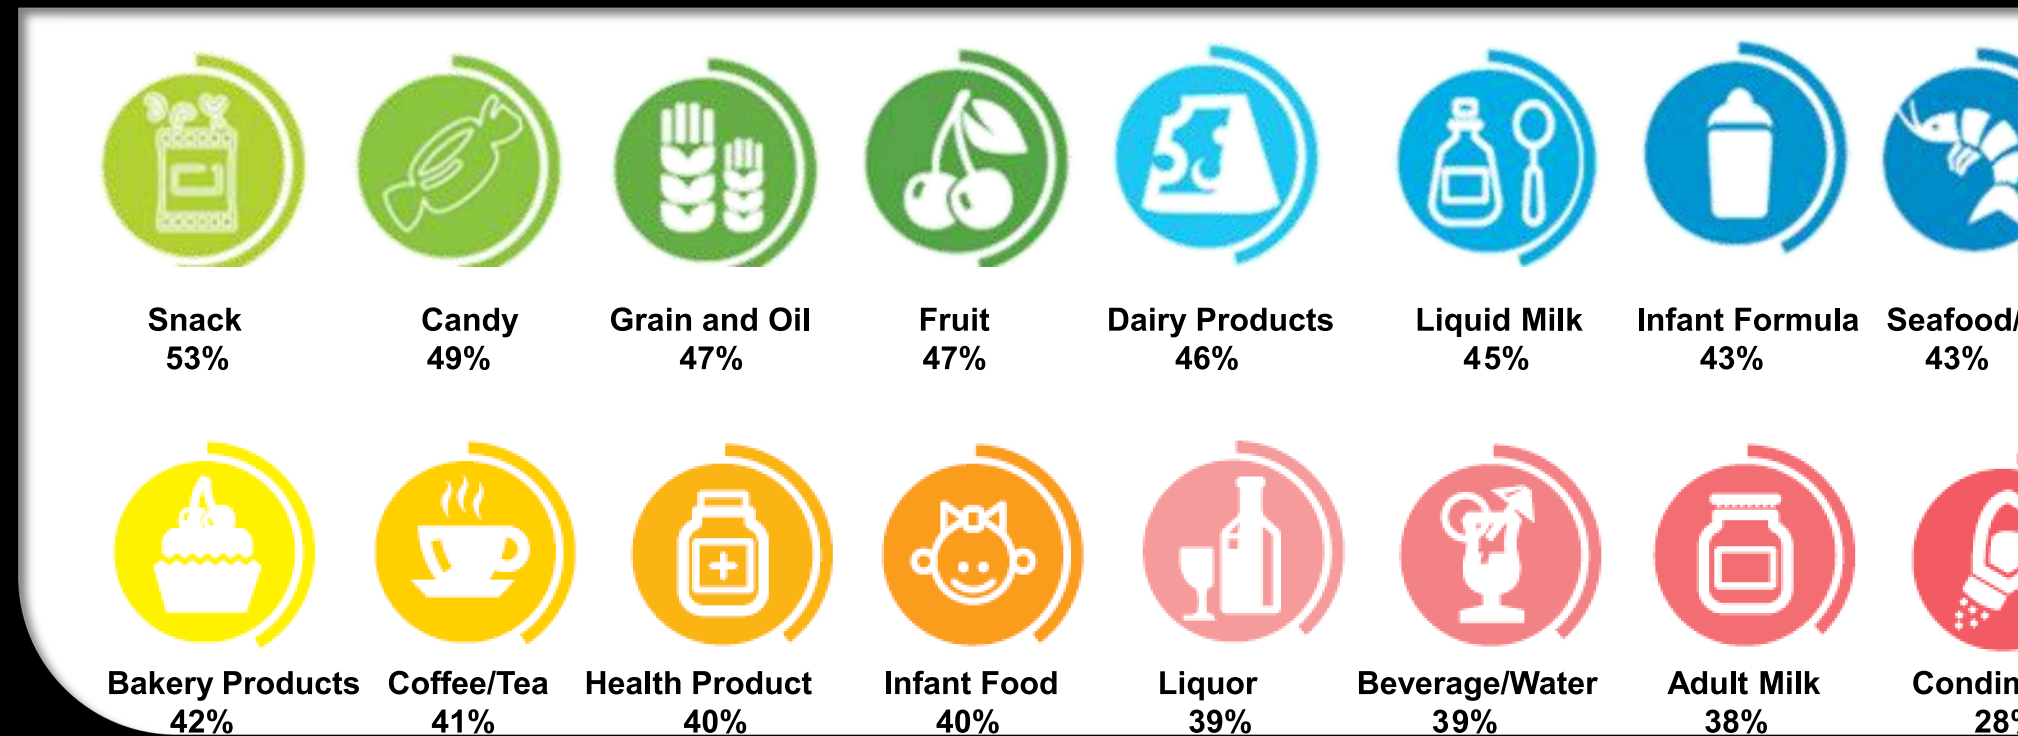 Snack Candy Grain and Oil Fruit Dairy Products Liquid Milk Infant Formula Seafood/
53% 49% 47% 47% 46% 45% 43% 43%
Bakery Products Coffee/Tea Health Product Infant Food Liquor Beverage/Water Adult Milk
42% 41% 40% 40% 39% 39% 38% 28%